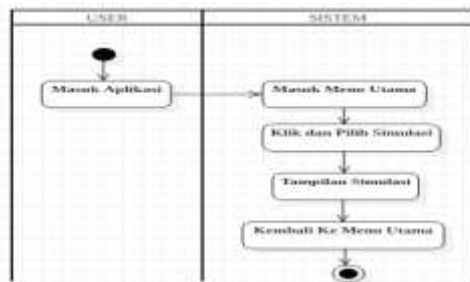 USER
SISTEM
Masuk Aplikasi
Masuk Menu Utama
Klik dan Pilih Simulasi
Tampilan Simulasi
Kembali Ke Menu Utama